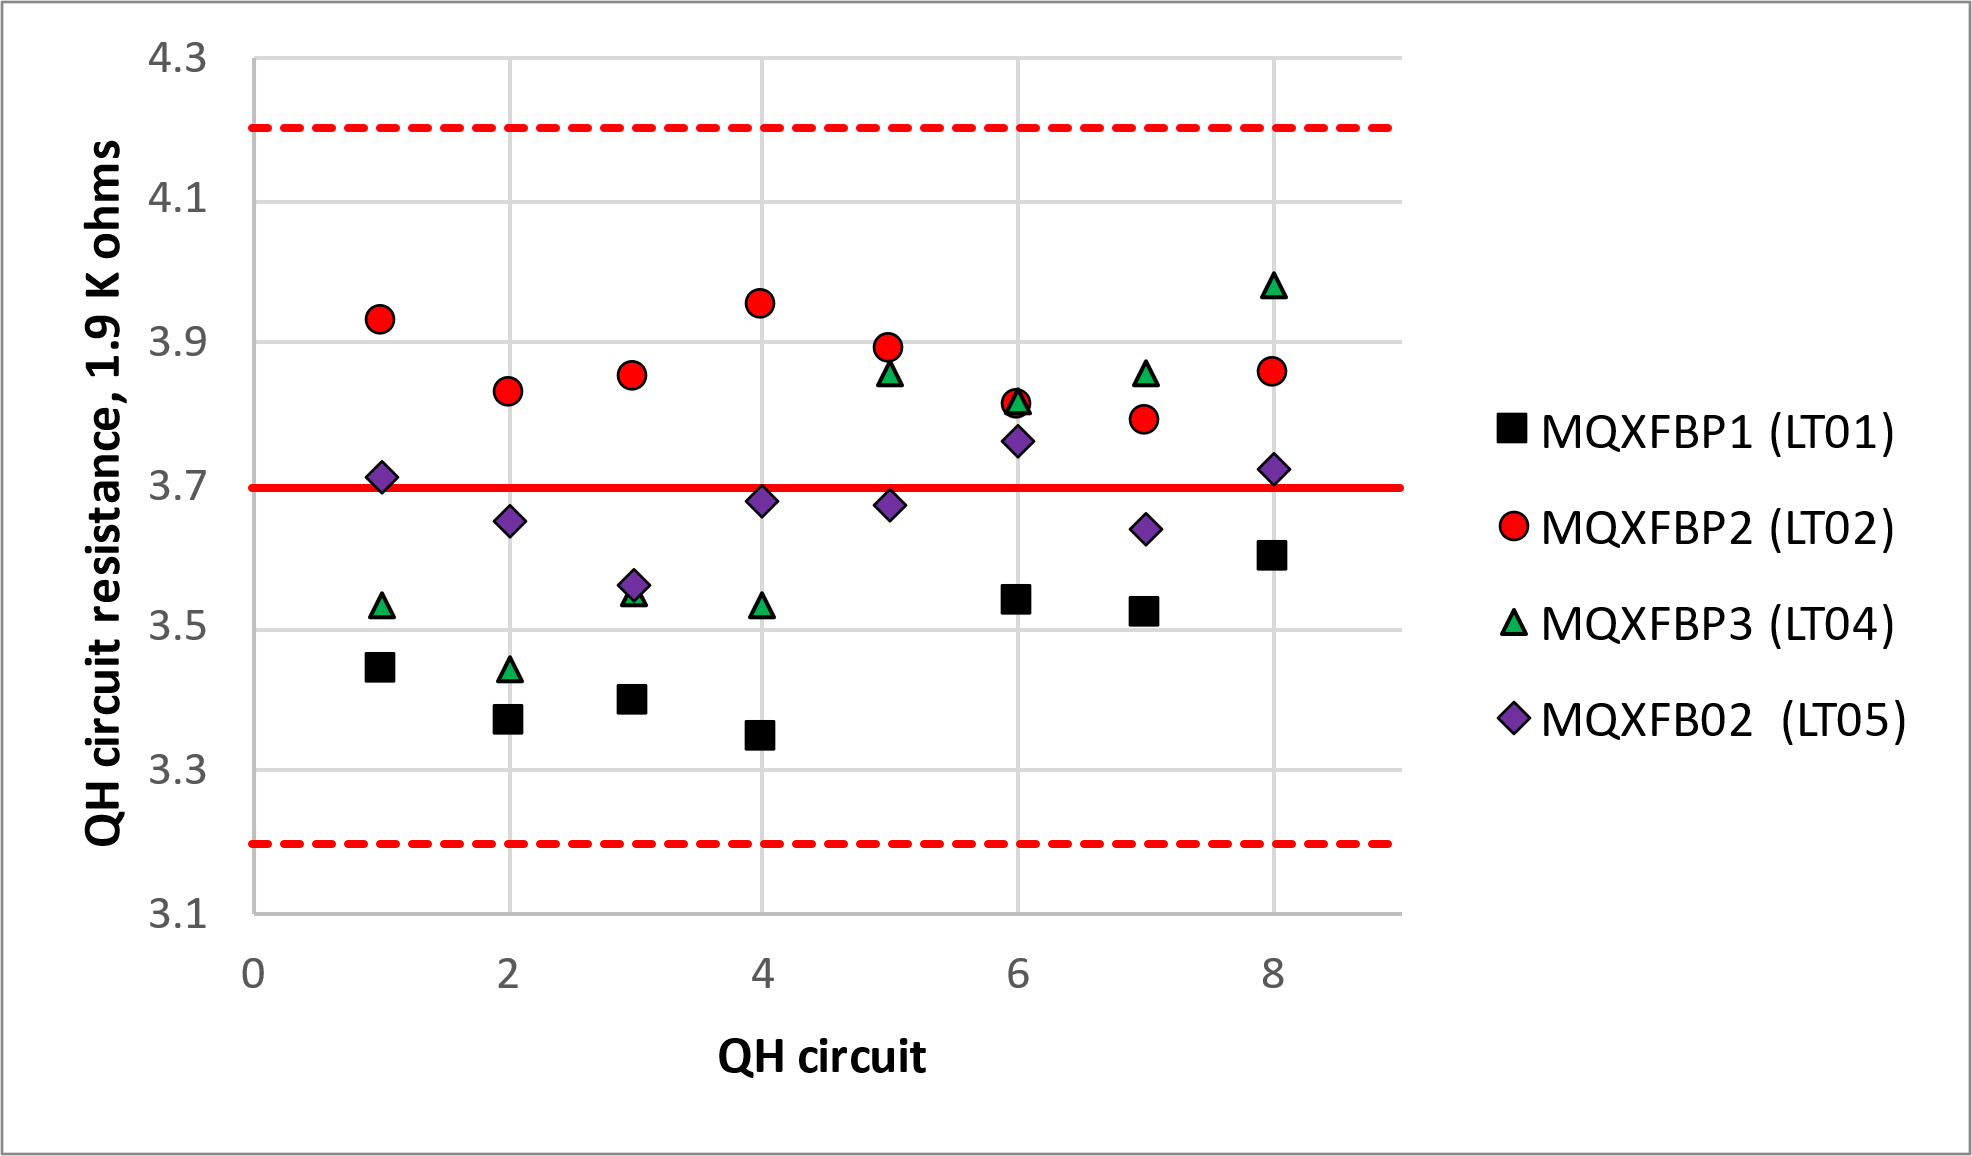 4.3
4.1
3.9
3.7
3.5
3.3
3.1
QH circuit resistance, 1.9 K ohms
0 2 4 6 8
QH circuit
MQXFBP1 (LT01)
MQXFBP2 (LT02)
MQXFBP3 (LT04)
MQXFB02 (LT05)